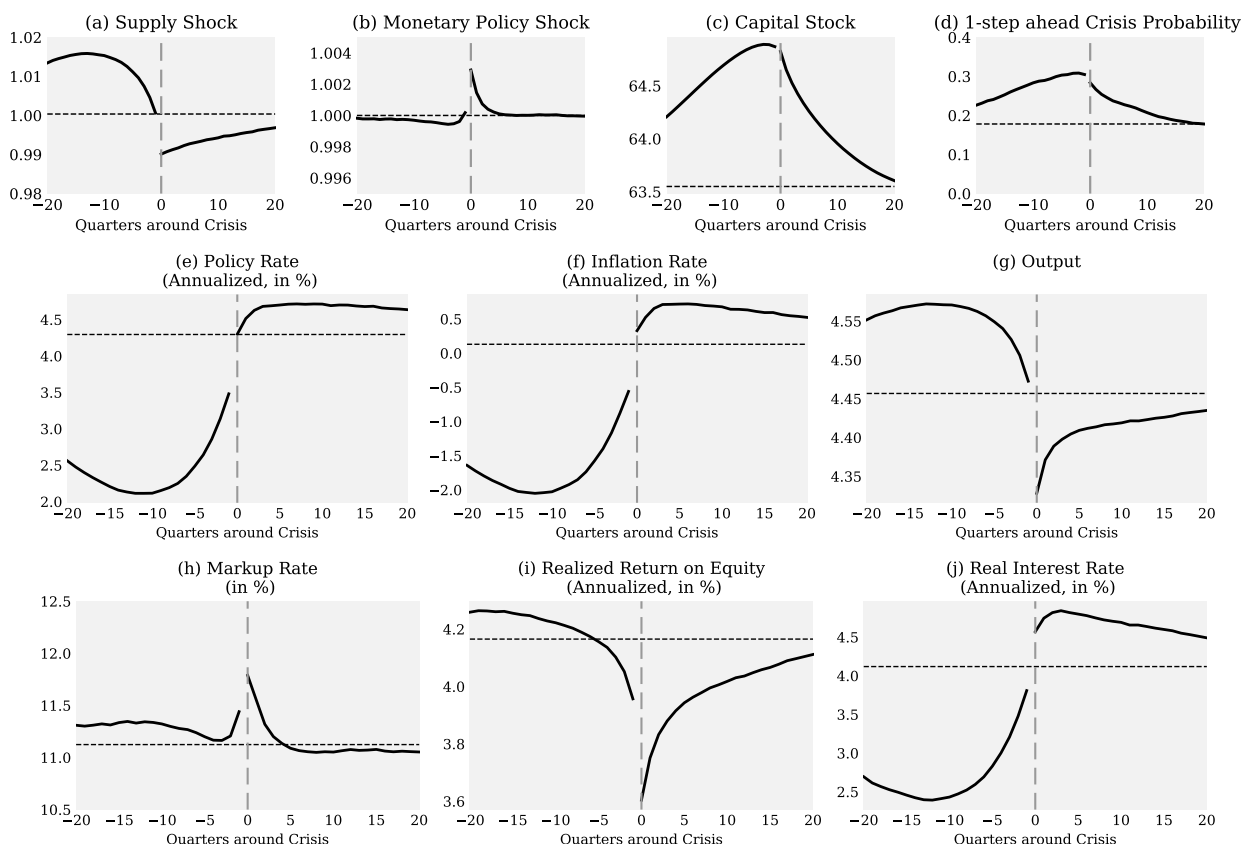 (a) Supply Shock
1.02
1.01
1.00
0.99
0.98
−20 −10 0 10 20
Quarters around Crisis
(b) Monetary Policy Shock
1.004
1.002
1.000
0.998
0.996
−20 −10 0 10 20
Quarters around Crisis
(c) Capital Stock
64.5
64.0
63.5
−20 −10 0 10 20
Quarters around Crisis
(d) 1-step ahead Crisis Probability
0.4
0.3
0.2
0.1
0.0
−20 −10 0 10 20
Quarters around Crisis
(e) Policy Rate
(Annualized, in %)
4.5
4.0
3.5
3.0
2.5
2.0
−20 −15 −10 −5 0 5 10 15 20
Quarters around Crisis
(f) Inflation Rate
(Annualized, in %)
0.5
0.0
−0.5
−1.0
−1.5
−2.0
−20 −15 −10 −5 0 5 10 15 20
Quarters around Crisis
(g) Output
4.55
4.50
4.45
4.40
4.35
−20 −15 −10 −5 0 5 10 15 20
Quarters around Crisis
(h) Markup Rate
(in %)
12.5
12.0
11.5
11.0
10.5
−20 −15 −10 −5 0 5 10 15 20
Quarters around Crisis
(i) Realized Return on Equity
(Annualized, in %)
4.2
4.0
3.8
3.6
−20 −15 −10 −5 0 5 10 15 20
Quarters around Crisis
(j) Real Interest Rate
(Annualized, in %)
4.5
4.0
3.5
3.0
2.5
−20 −15 −10 −5 0 5 10 15 20
Quarters around Crisis